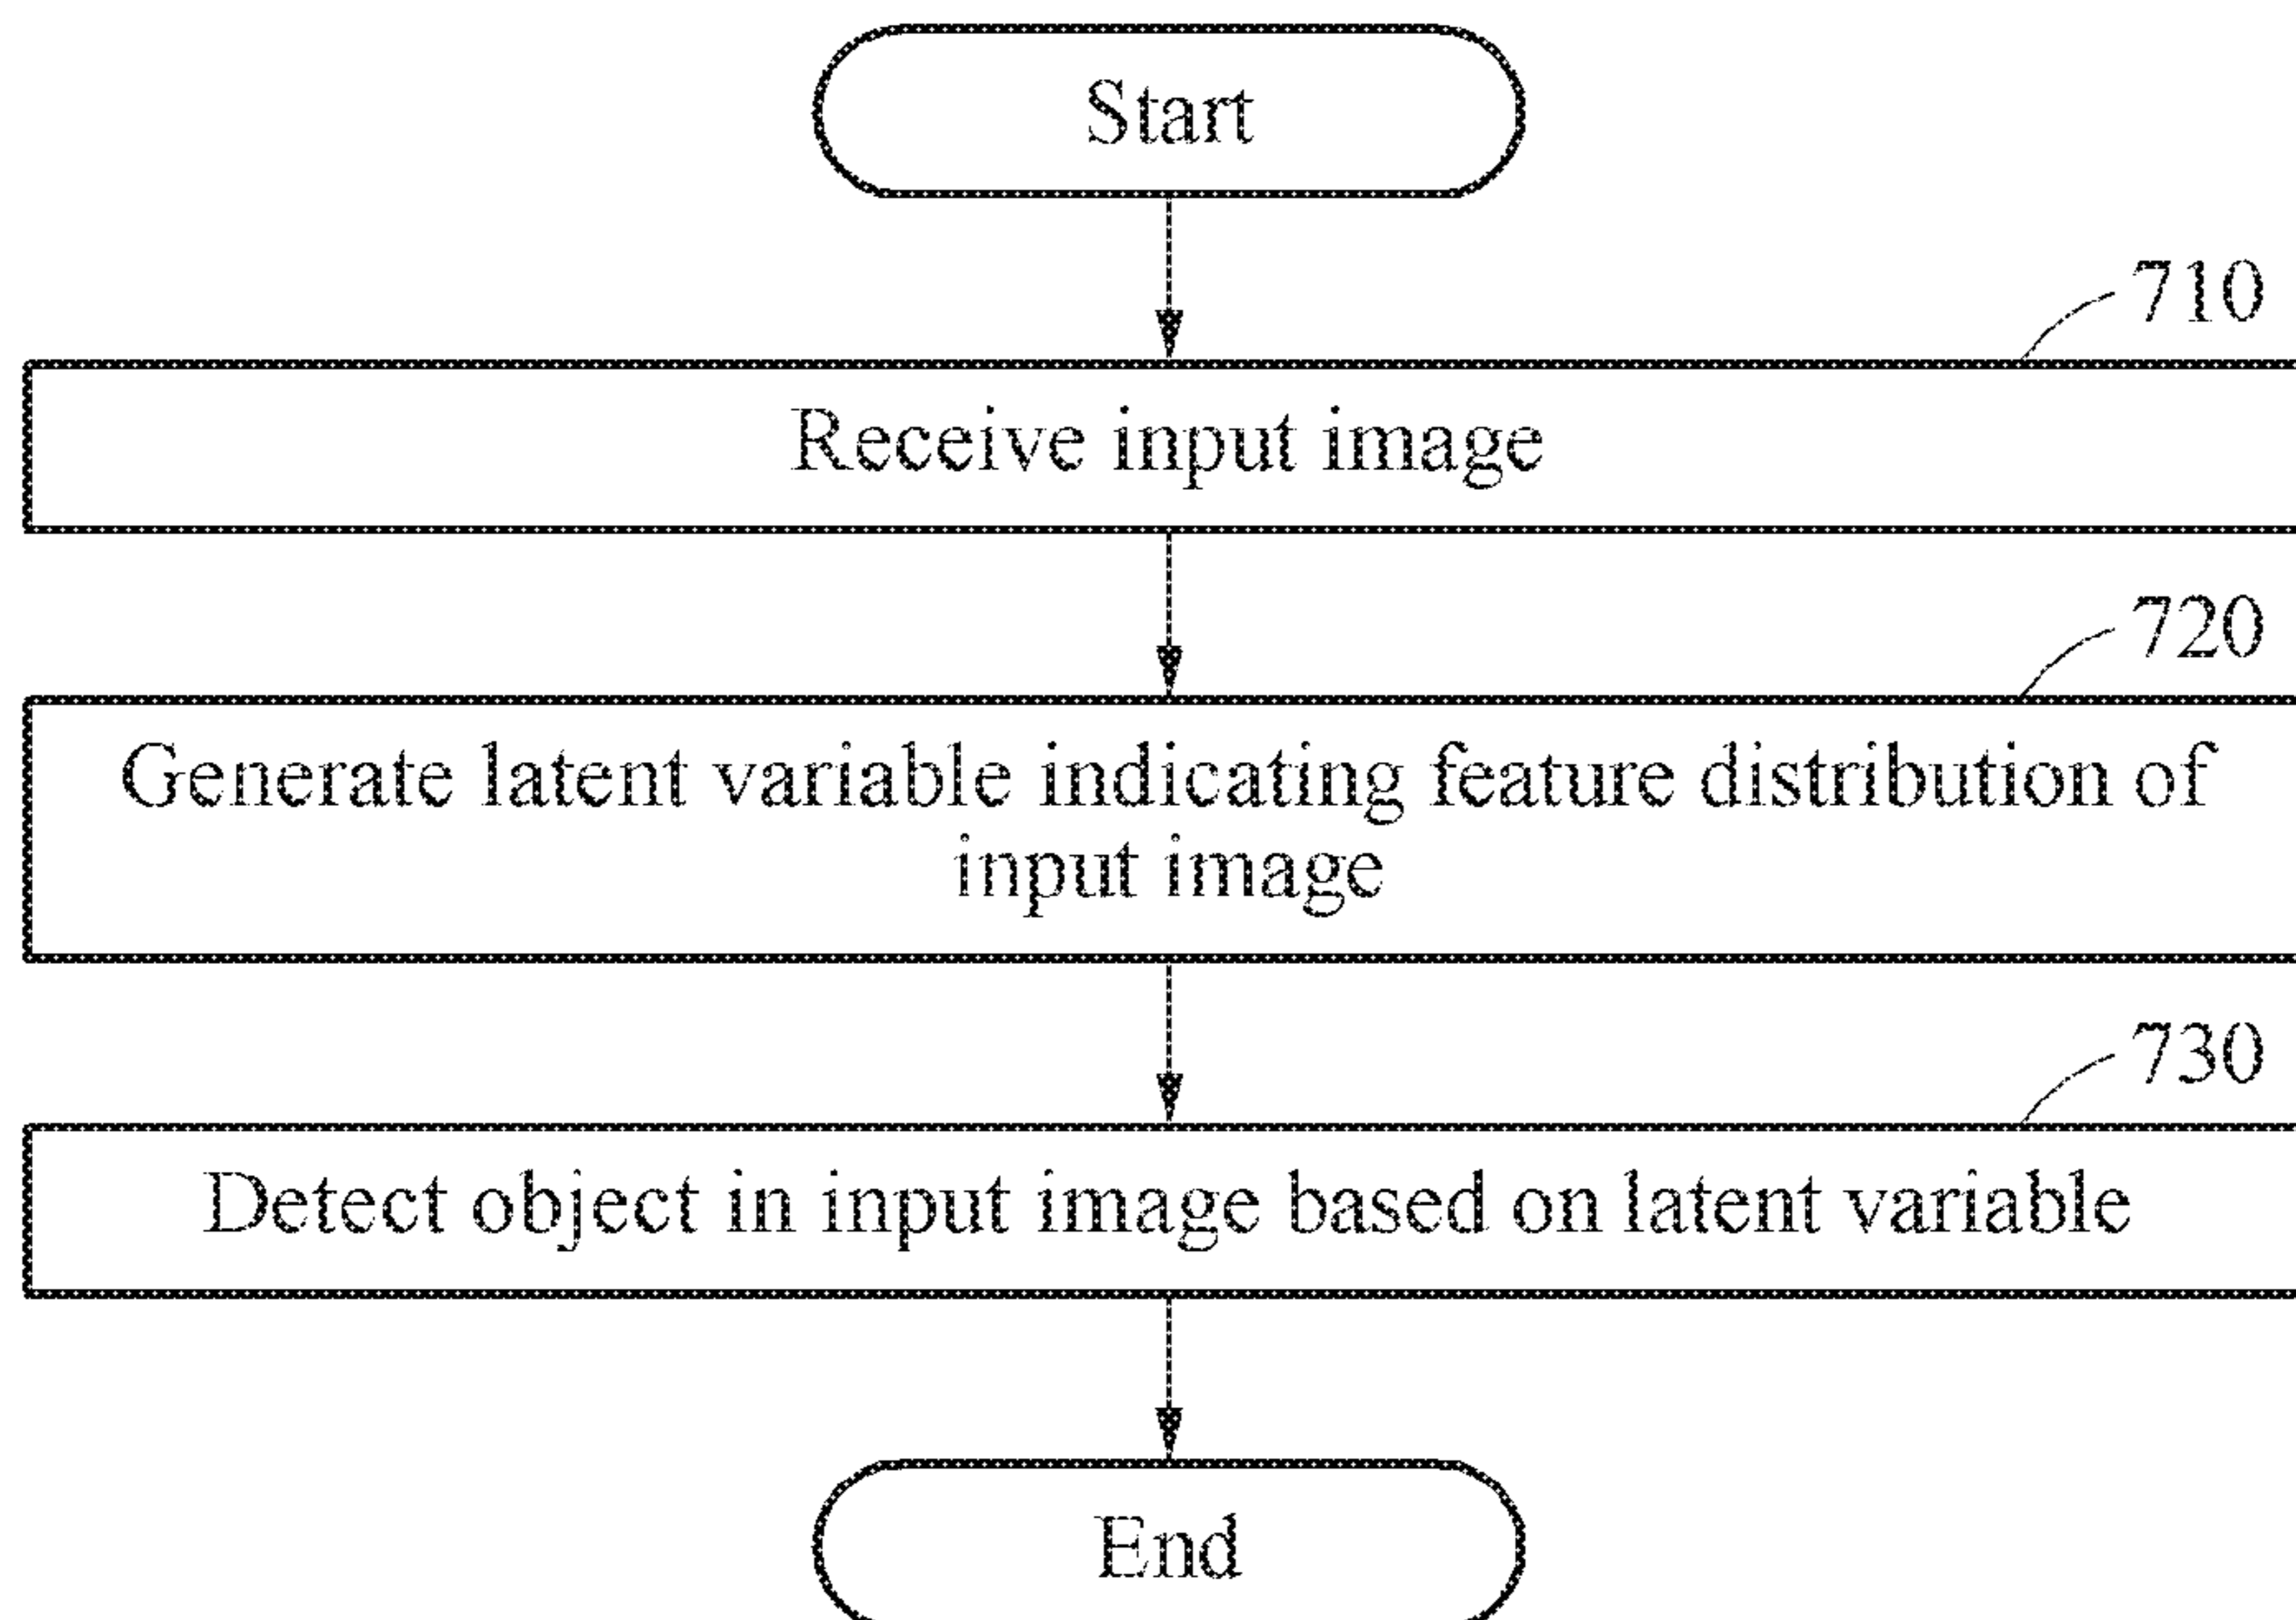 Start
710
Receive input image
720
Generate latent variable indicating feature distribution of
input image
730
Detect object in input image based on latent variable
End